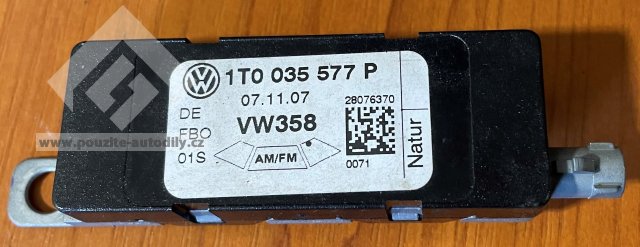 1T0 035 577 P
07.11.07
DE
FBO
01S
VW358
AM/FM
28076370
0071
Natur
www.pouzite-autodily.cz